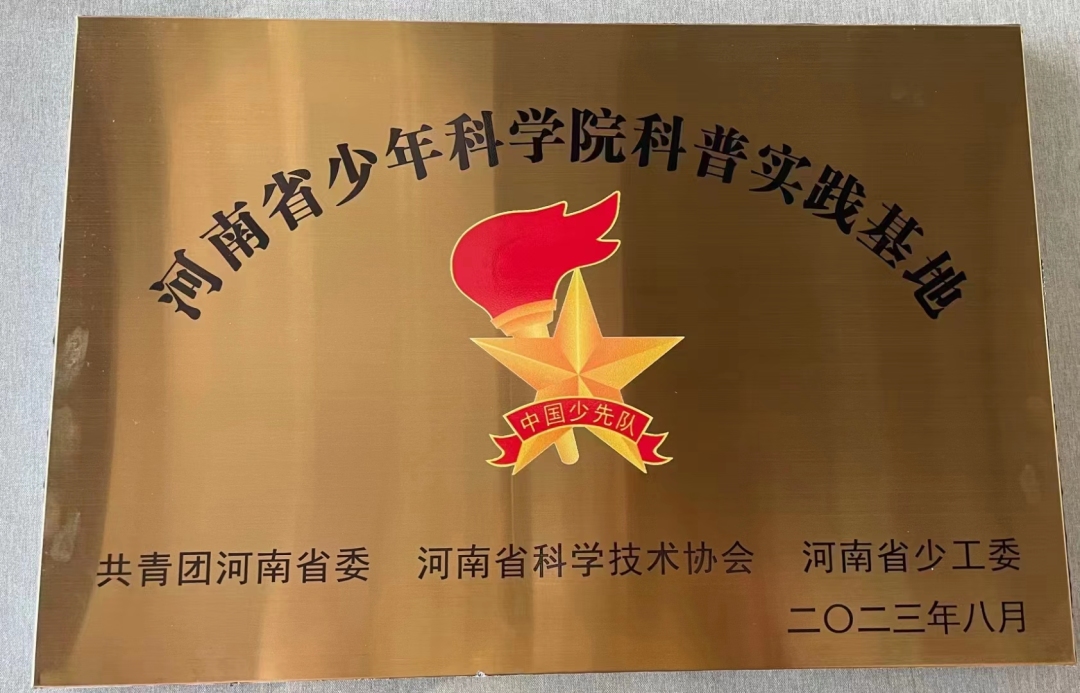 河南省少年科学院科普实践基地
中国少先队
共青团河南省委 河南省科学技术协会 河南省少工委
二〇二三年八月